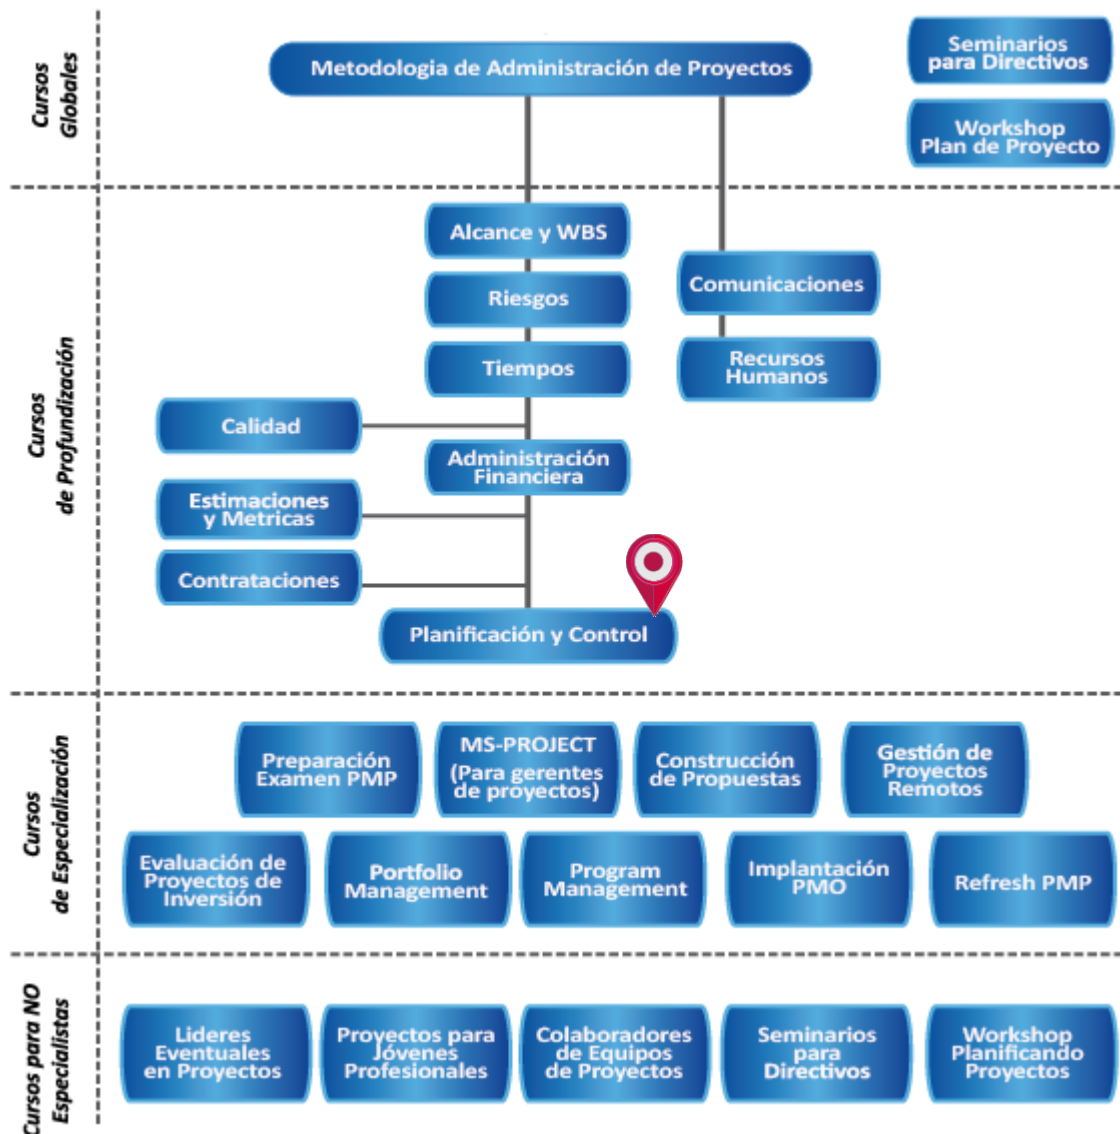 Cursos
Globales
Metodologia de Administración de Proyectos
Seminarios
para Directivos
Workshop
Plan de Proyecto
Cursos
de Profundización
Alcance y WBS
Riesgos
Tiempos
Comunicaciones
Recursos
Humanos
Calidad
Administración
Financiera
Estimaciones
y Metricas
Contrataciones
Planificación y Control
Cursos
de Especialización
Preparación
Examen PMP
MS-PROJECT
(Para gerentes
de proyectos)
Construcción
de Propuestas
Gestión de
Proyectos
Remotos
Evaluación de
Proyectos de
Inversión
Portfolio
Management
Program
Management
Implantación
PMO
Refresh PMP
Cursos para NO
Especialistas
Lideres
Eventuales
en Proyectos
Proyectos para
Jóvenes
Profesionales
Colaboradores
de Equipos
de Proyectos
Seminarios
para
Directivos
Workshop
Planificando
Proyectos